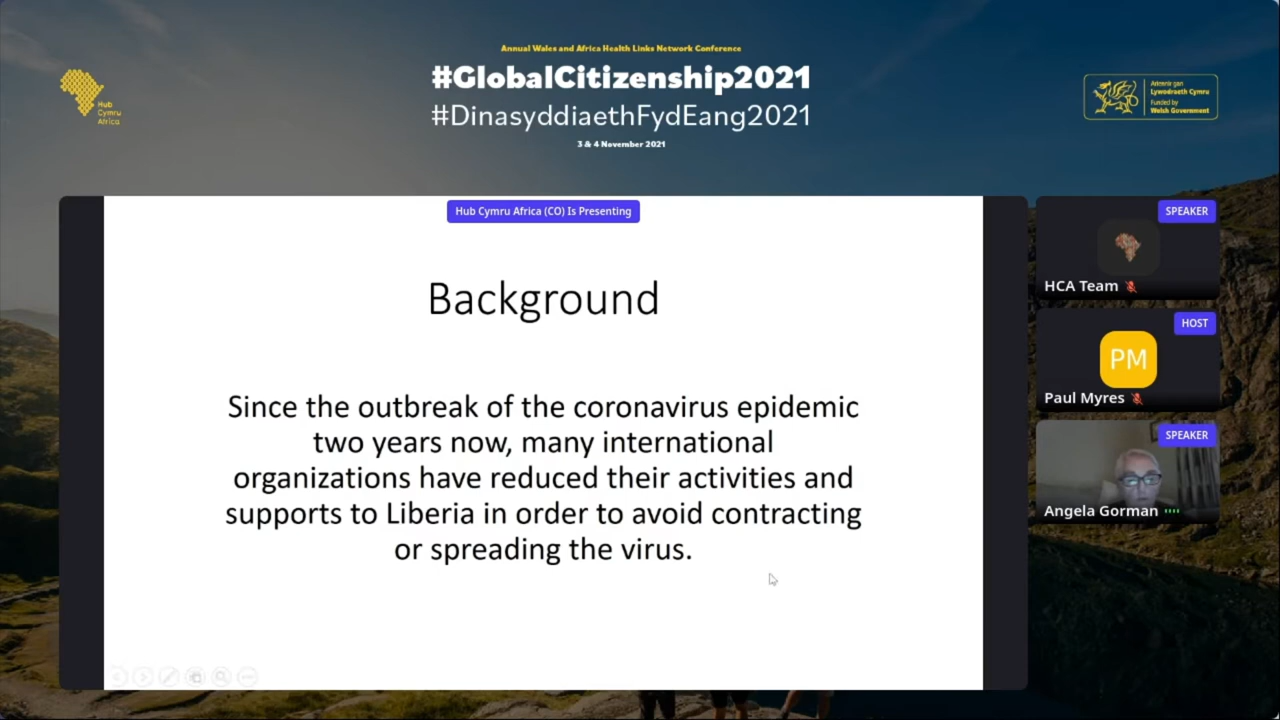 Annual Wales and Africa Health Links Network Conference
#GlobalCitizenship2021
#DinasyddiaethFydEang2021
3 & 4 November 2021
Hub
Cymru
Africa
Ariennir gan
Lywodraeth Cymru
Funded by
Welsh Government
Hub Cymru Africa (CO) Is Presenting
Background
Since the outbreak of the coronavirus epidemic
two years now, many international
organizations have reduced their activities and
supports to Liberia in order to avoid contracting
or spreading the virus.
SPEAKER
HCA Team
HOST
PM
Paul Myres
SPEAKER
Angela Gorman